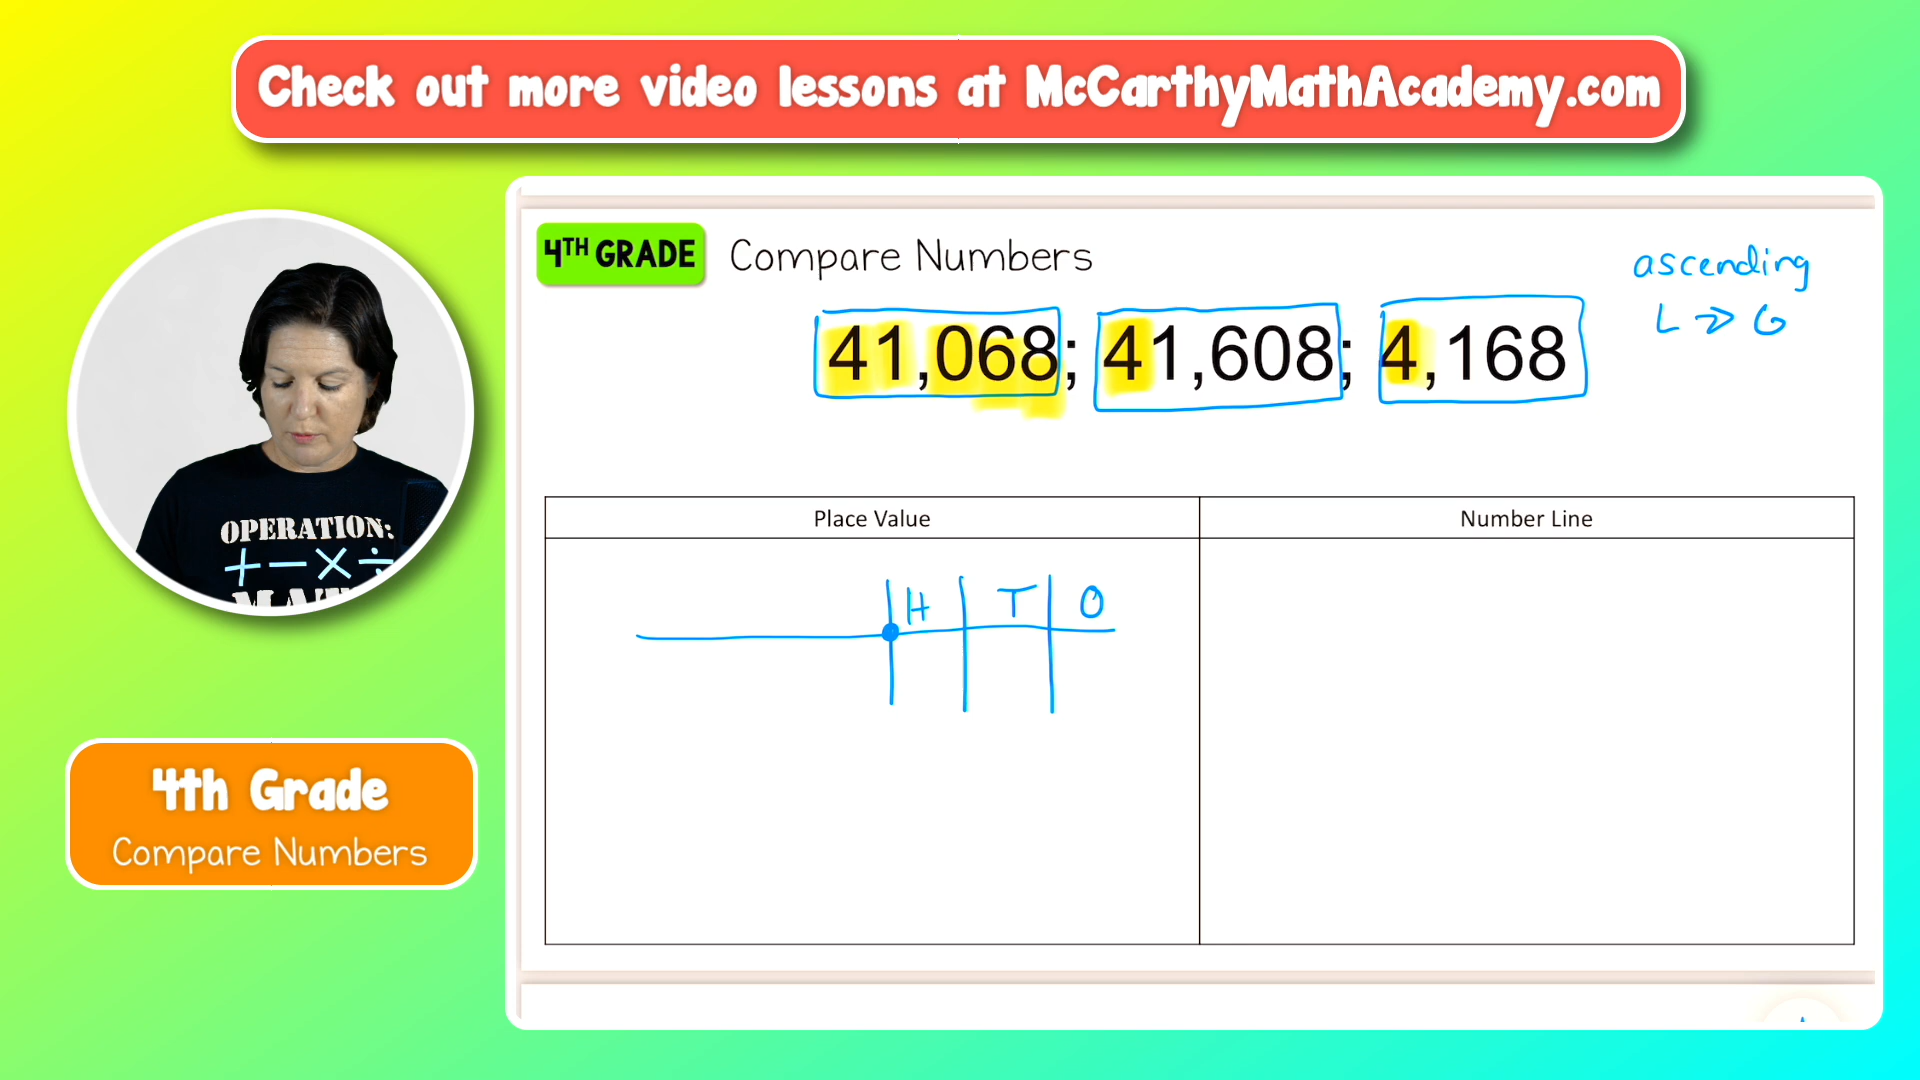 Check out more video lessons at McCarthyMathAcademy.com
4TH GRADE Compare Numbers
ascending
L → G
41,068; 41,608; 4,168
Place Value Number Line
H T O
OPERATION:
+ − × ÷
4th Grade
Compare Numbers